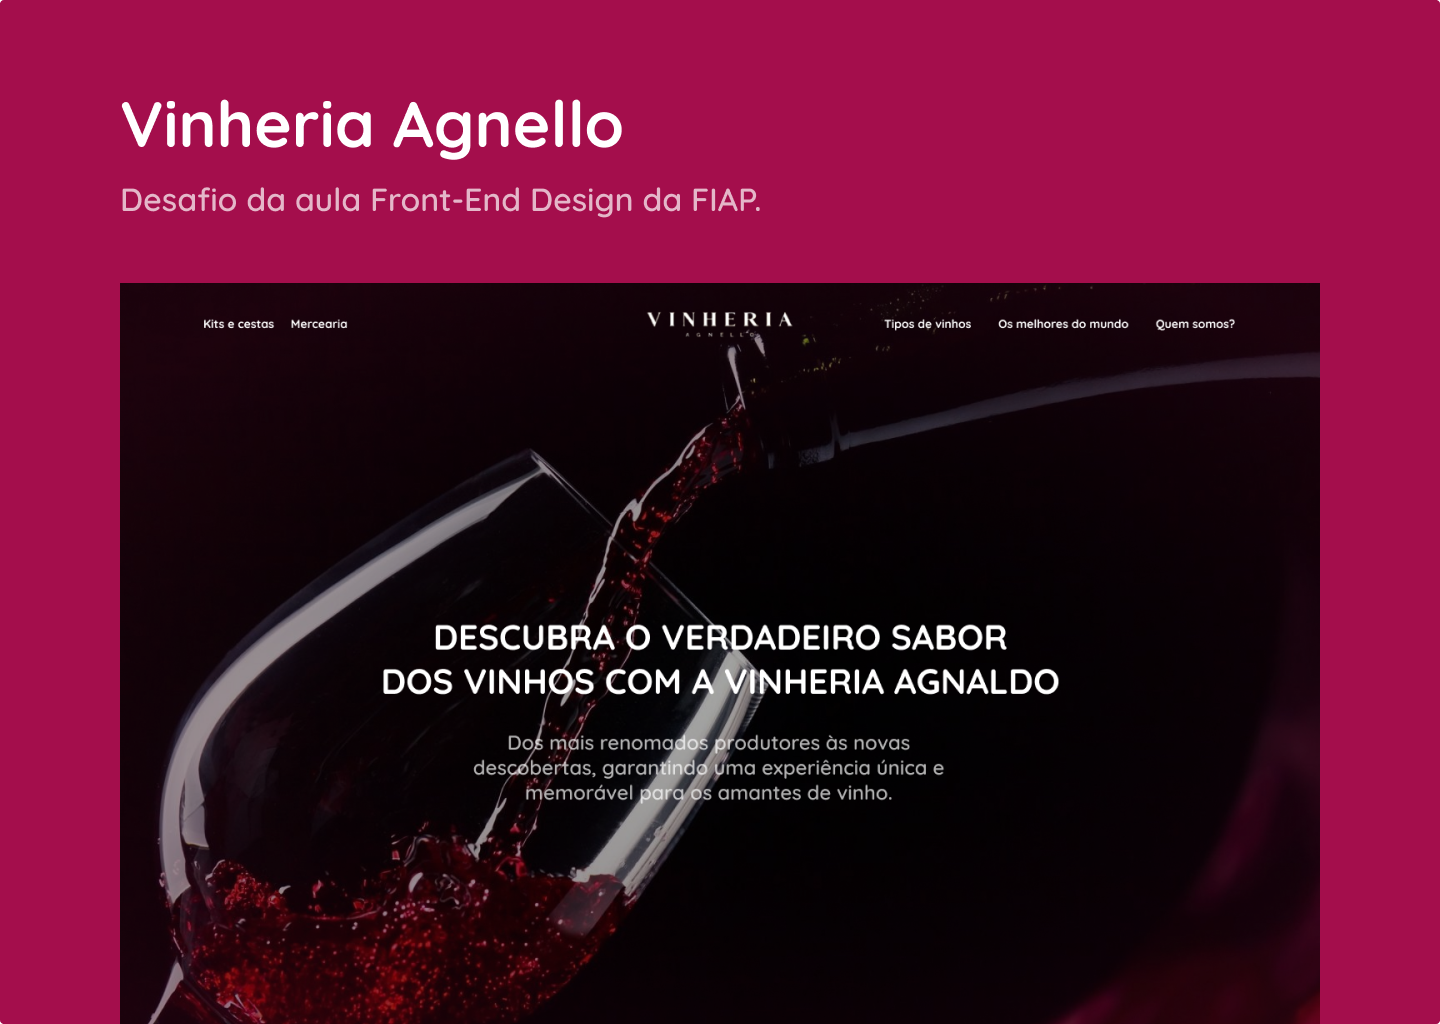 Vinheria Agnello
Desafio da aula Front-End Design da FIAP.
Kits e cestas Mercearia VINHERIA Tipos de vinhos Os melhores do mundo Quem somos?
AGNELLO
DESCUBRA O VERDADEIRO SABOR
DOS VINHOS COM A VINHERIA AGNALDO
Dos mais renomados produtores às novas
descobertas, garantindo uma experiência única e
memorável para os amantes de vinho.